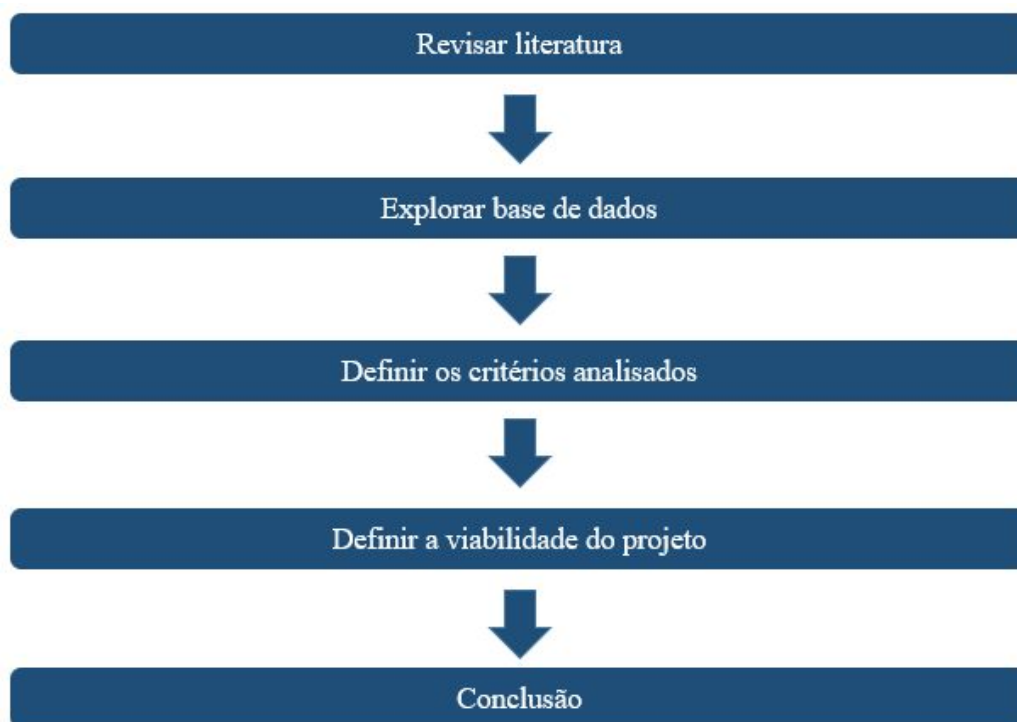 Revisar literatura
Explorar base de dados
Definir os critérios analisados
Definir a viabilidade do projeto
Conclusão